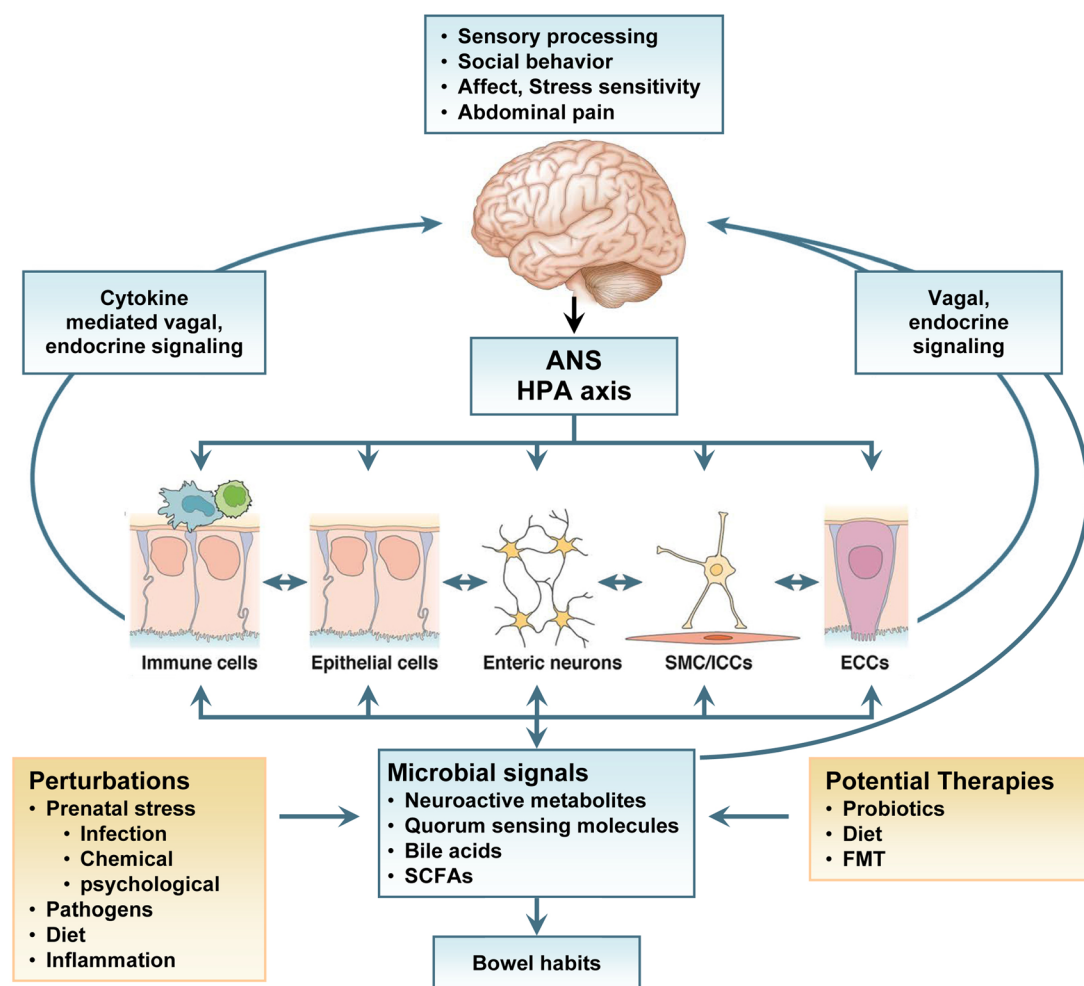 • Sensory processing
• Social behavior
• Affect, Stress sensitivity
• Abdominal pain
Cytokine
mediated vagal,
endocrine signaling
Vagal,
endocrine
signaling
ANS
HPA axis
Immune cells
Epithelial cells
Enteric neurons
SMC/ICCs
ECCs
Perturbations
• Prenatal stress
• Infection
• Chemical
• psychological
• Pathogens
• Diet
• Inflammation
Microbial signals
• Neuroactive metabolites
• Quorum sensing molecules
• Bile acids
• SCFAs
Potential Therapies
• Probiotics
• Diet
• FMT
Bowel habits